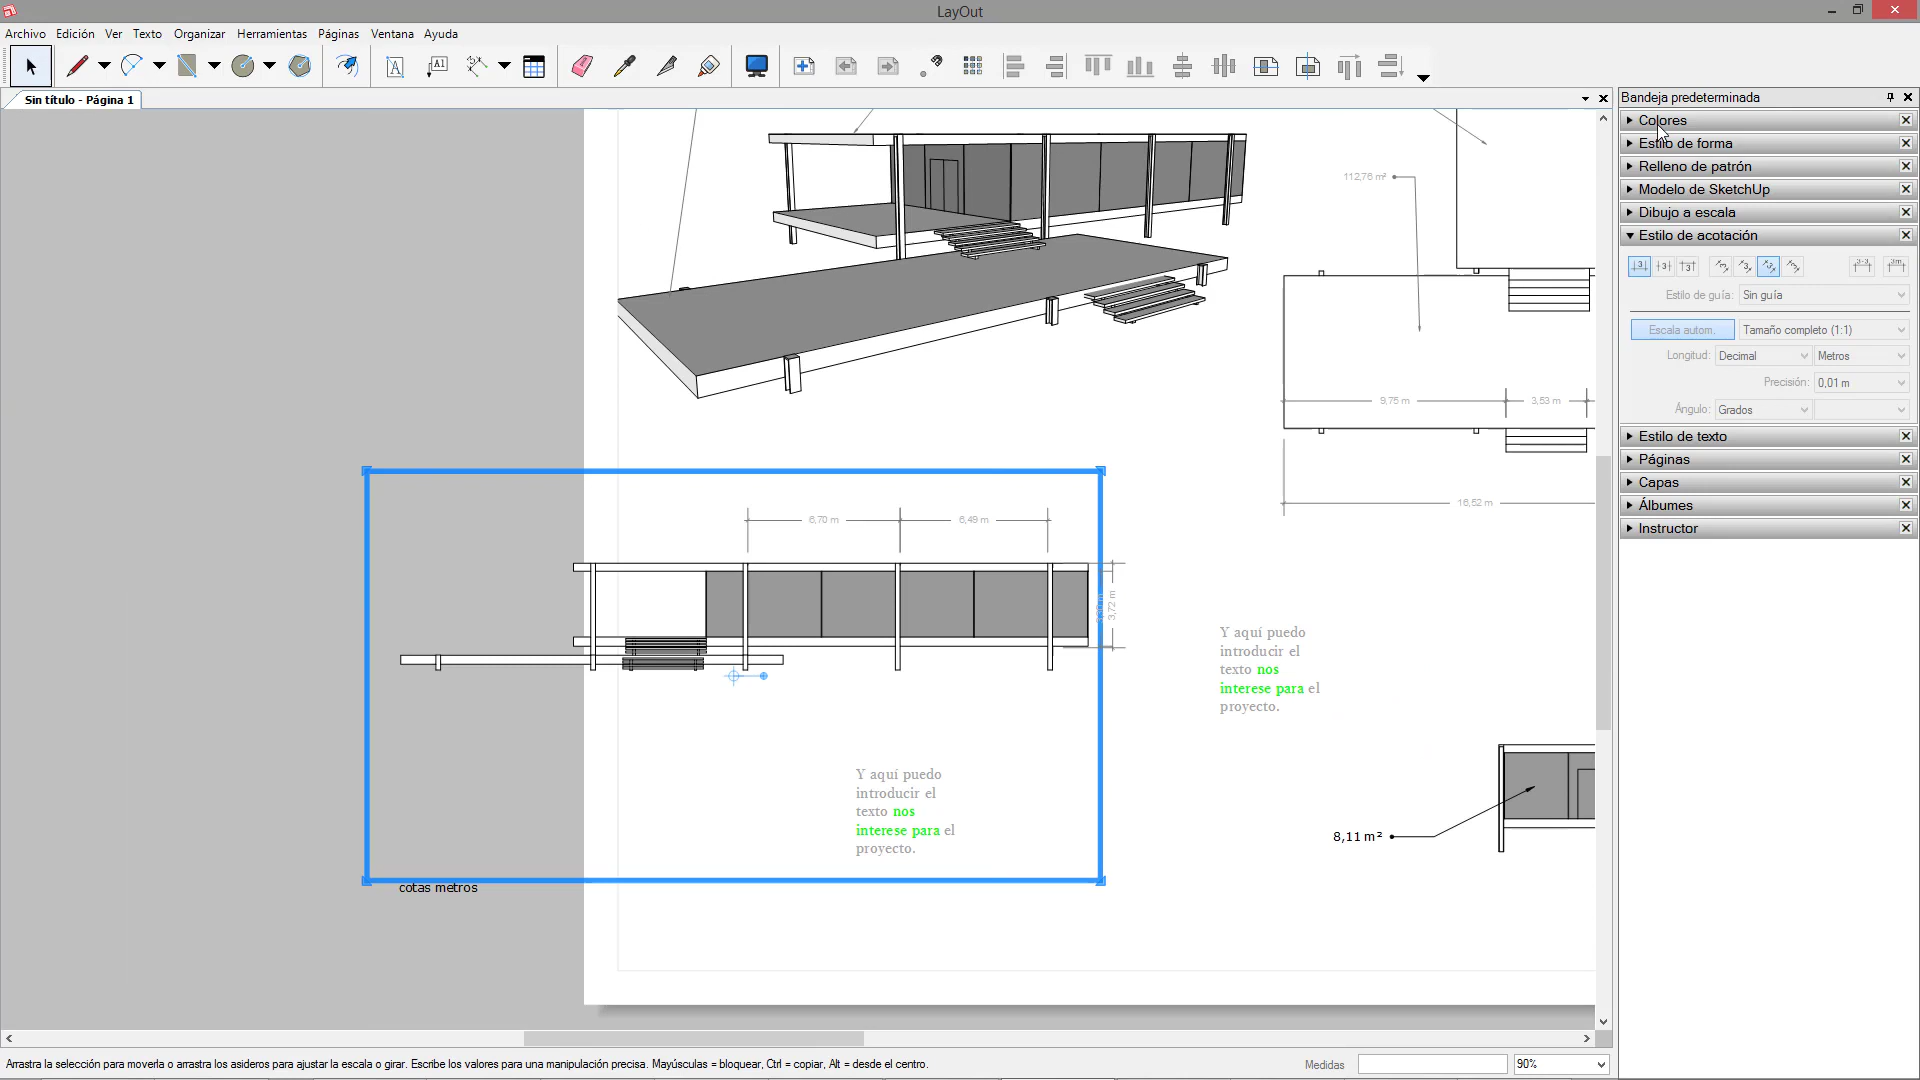 LayOut
Archivo Edición Ver Texto Organizar Herramientas Páginas Ventana Ayuda
Sin título - Página 1
Bandeja predeterminada
Colores
Estilo de forma
Relleno de patrón
Modelo de SketchUp
Dibujo a escala
Estilo de acotación
Estilo de guía: Sin guía
Escala autom. Tamaño completo (1:1)
Longitud: Decimal Metros
Precisión: 0,01 m
Ángulo: Grados
Estilo de texto
Páginas
Capas
Álbumes
Instructor
112,76 m²
9,75 m
3,53 m
16,52 m
6,70 m
6,49 m
3,72 m
Y aquí puedo
introducir el
texto nos
interese para el
proyecto.
Y aquí puedo
introducir el
texto nos
interese para el
proyecto.
8,11 m²
cotas metros
Arrastra la selección para moverla o arrastra los asideros para ajustar la escala o girar. Escribe los valores para una manipulación precisa. Mayúsculas = bloquear, Ctrl = copiar, Alt = desde el centro.
Medidas
90%